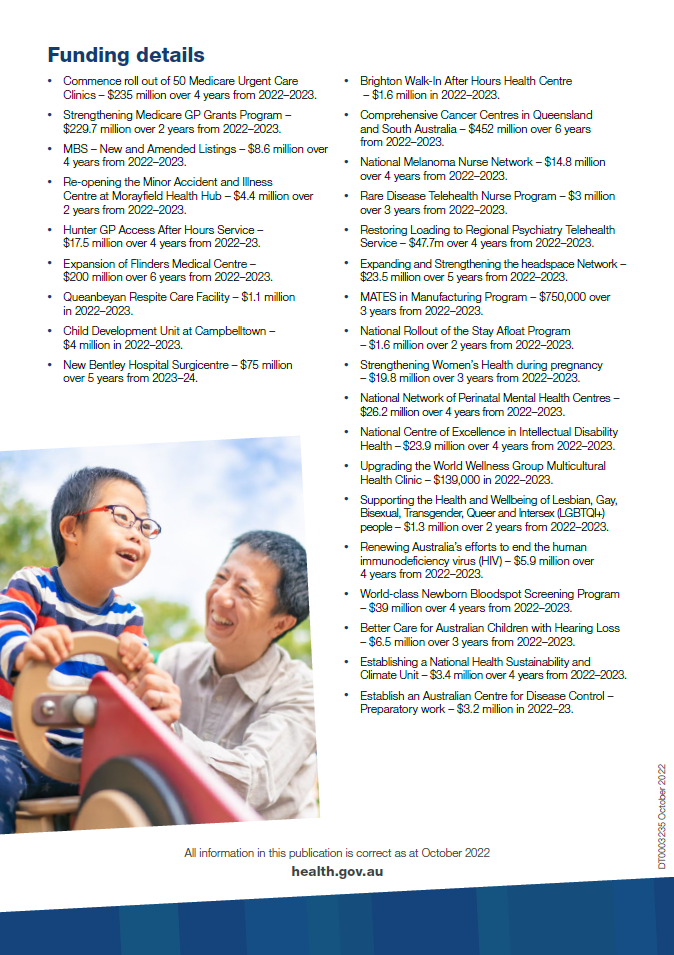 Funding details
• Commence roll out of 50 Medicare Urgent Care
Clinics – $235 million over 4 years from 2022–2023.
• Strengthening Medicare GP Grants Program –
$229.7 million over 2 years from 2022–2023.
• MBS – New and Amended Listings – $8.6 million over
4 years from 2022–2023.
• Re-opening the Minor Accident and Illness
Centre at Morayfield Health Hub – $4.4 million over
2 years from 2022–2023.
• Hunter GP Access After Hours Service –
$17.5 million over 4 years from 2022–23.
• Expansion of Flinders Medical Centre –
$200 million over 6 years from 2022–2023.
• Queanbeyan Respite Care Facility – $1.1 million
in 2022–2023.
• Child Development Unit at Campbelltown –
$4 million in 2022–2023.
• New Bentley Hospital Surgicentre – $75 million
over 5 years from 2023–24.
• Brighton Walk-In After Hours Health Centre
– $1.6 million in 2022–2023.
• Comprehensive Cancer Centres in Queensland
and South Australia – $452 million over 6 years
from 2022–2023.
• National Melanoma Nurse Network – $14.8 million
over 4 years from 2022–2023.
• Rare Disease Telehealth Nurse Program – $3 million
over 3 years from 2022–2023.
• Restoring Loading to Regional Psychiatry Telehealth
Service – $47.7m over 4 years from 2022–2023.
• Expanding and Strengthening the headspace Network –
$23.5 million over 5 years from 2022–2023.
• MATES in Manufacturing Program – $750,000 over
3 years from 2022–2023.
• National Rollout of the Stay Afloat Program
– $1.6 million over 2 years from 2022–2023.
• Strengthening Women's Health during pregnancy
– $19.8 million over 3 years from 2022–2023.
• National Network of Perinatal Mental Health Centres –
$26.2 million over 4 years from 2022–2023.
• National Centre of Excellence in Intellectual Disability
Health – $23.9 million over 4 years from 2022–2023.
• Upgrading the World Wellness Group Multicultural
Health Clinic – $139,000 in 2022–2023.
• Supporting the Health and Wellbeing of Lesbian, Gay,
Bisexual, Transgender, Queer and Intersex (LGBTQI+)
people – $1.3 million over 2 years from 2022–2023.
• Renewing Australia's efforts to end the human
immunodeficiency virus (HIV) – $5.9 million over
4 years from 2022–2023.
• World-class Newborn Bloodspot Screening Program
– $39 million over 4 years from 2022–2023.
• Better Care for Australian Children with Hearing Loss
– $6.5 million over 3 years from 2022–2023.
• Establishing a National Health Sustainability and
Climate Unit – $3.4 million over 4 years from 2022–2023.
• Establish an Australian Centre for Disease Control –
Preparatory work – $3.2 million in 2022–23.
DT0003235 October 2022
All information in this publication is correct as at October 2022
health.gov.au